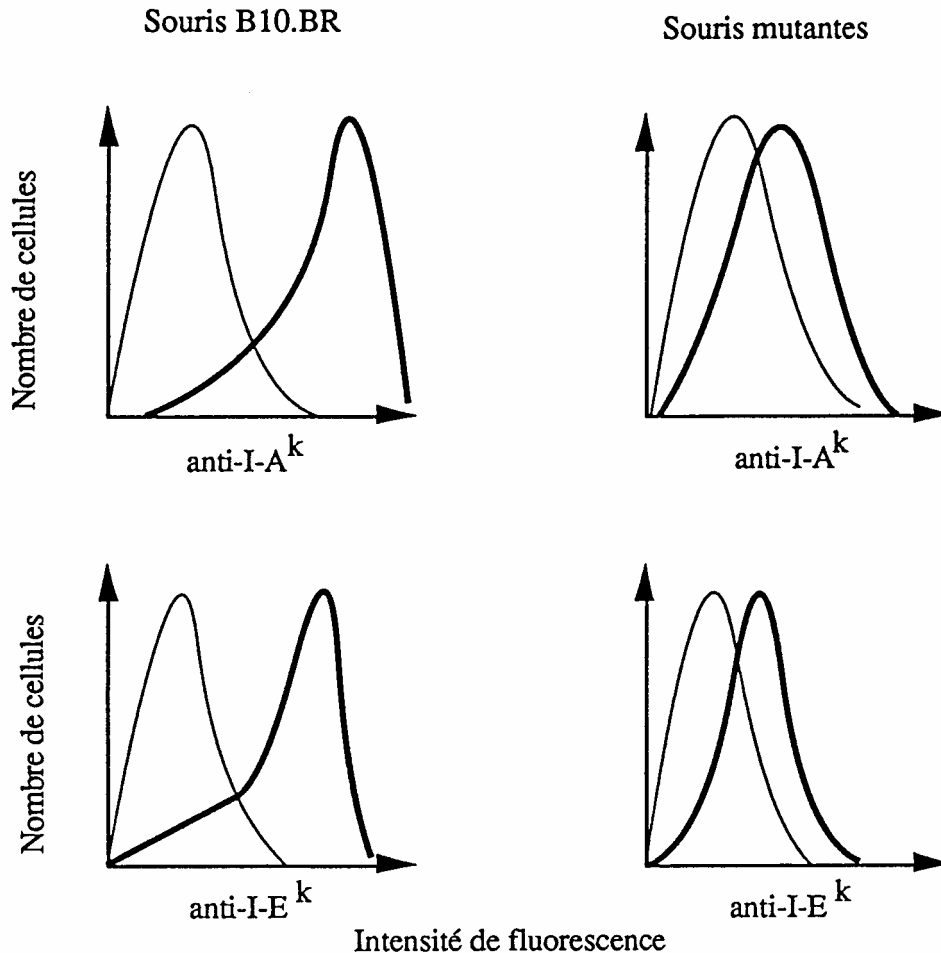 Souris B10.BR
Souris mutantes
Nombre de cellules
anti-I-A^k
anti-I-A^k
Nombre de cellules
anti-I-E^k
anti-I-E^k
Intensité de fluorescence